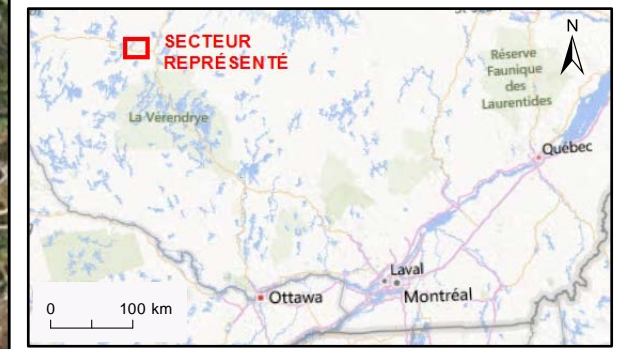 N
SECTEUR
REPRÉSENTÉ
Réserve
Faunique
des
Laurentides
La Vérendrye
Québec
Laval
Montréal
Ottawa
0 100 km